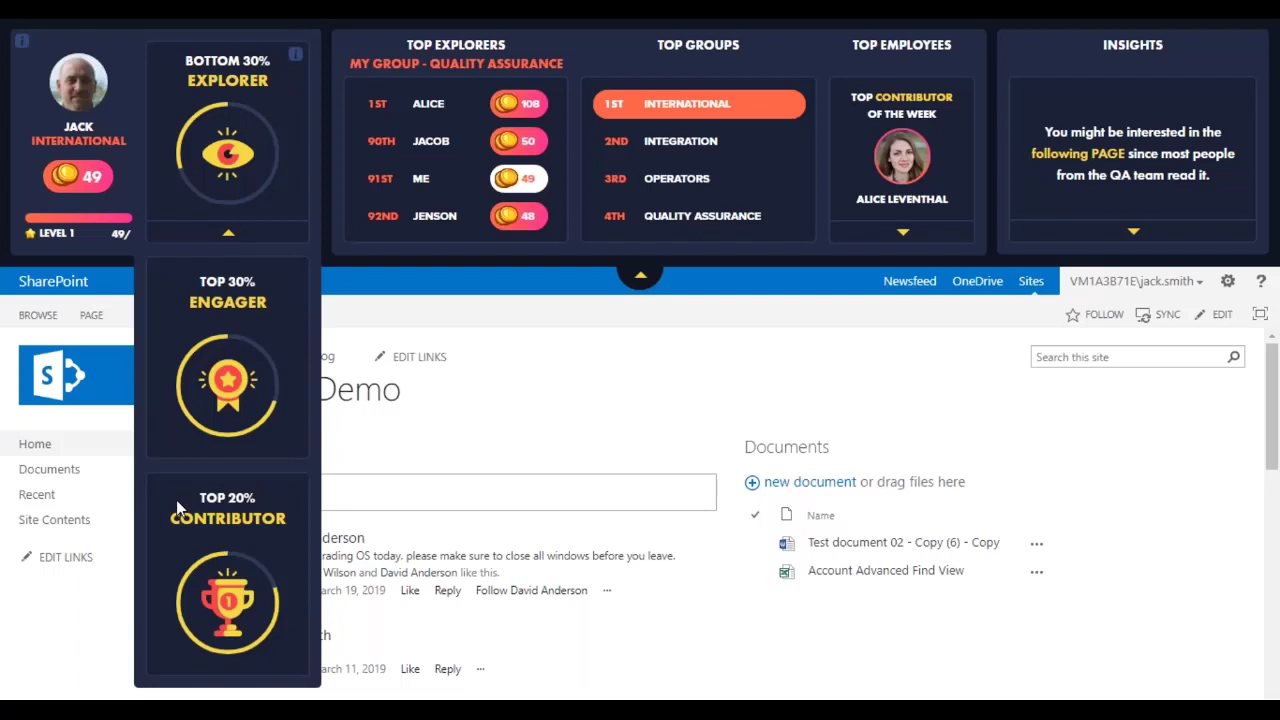 JACK
INTERNATIONAL
49
LEVEL 1 49/
BOTTOM 30%
EXPLORER
TOP 30%
ENGAGER
TOP 20%
CONTRIBUTOR
1
TOP EXPLORERS
MY GROUP - QUALITY ASSURANCE
1ST ALICE 108
90TH JACOB 50
91ST ME 49
92ND JENSON 48
TOP GROUPS
1ST INTERNATIONAL
2ND INTEGRATION
3RD OPERATORS
4TH QUALITY ASSURANCE
TOP EMPLOYEES
TOP CONTRIBUTOR
OF THE WEEK
ALICE LEVENTHAL
INSIGHTS
You might be interested in the
following PAGE since most people
from the QA team read it.
SharePoint
Newsfeed OneDrive Sites VM1A3B71E\jack.smith ?
BROWSE PAGE
FOLLOW SYNC EDIT
S
og EDIT LINKS
Search this site
Demo
Home
Documents
Recent
Site Contents
EDIT LINKS
derson
rading OS today. please make sure to close all windows before you leave.
Wilson and David Anderson like this.
arch 19, 2019 Like Reply Follow David Anderson ...
th
arch 11, 2019 Like Reply ...
Documents
new document or drag files here
Name
Test document 02 - Copy (6) - Copy ...
Account Advanced Find View ...